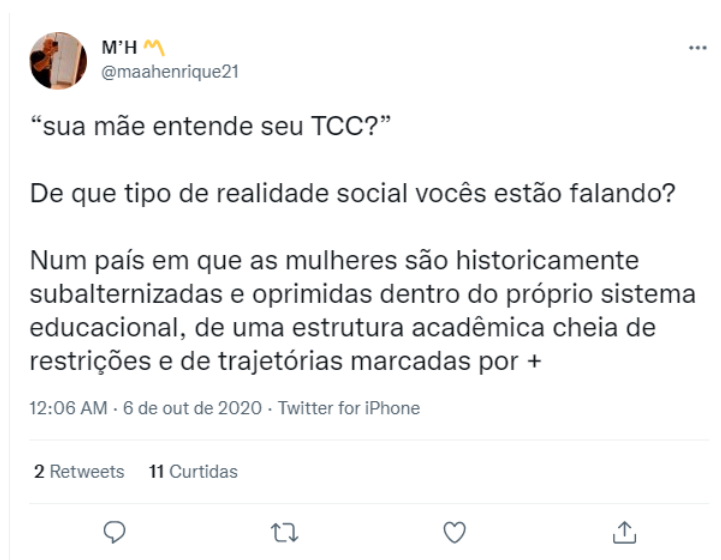 M’H
@maahenrique21
“sua mãe entende seu TCC?”
De que tipo de realidade social vocês estão falando?
Num país em que as mulheres são historicamente
subalternizadas e oprimidas dentro do próprio sistema
educacional, de uma estrutura acadêmica cheia de
restrições e de trajetórias marcadas por +
12:06 AM · 6 de out de 2020 · Twitter for iPhone
2 Retweets 11 Curtidas